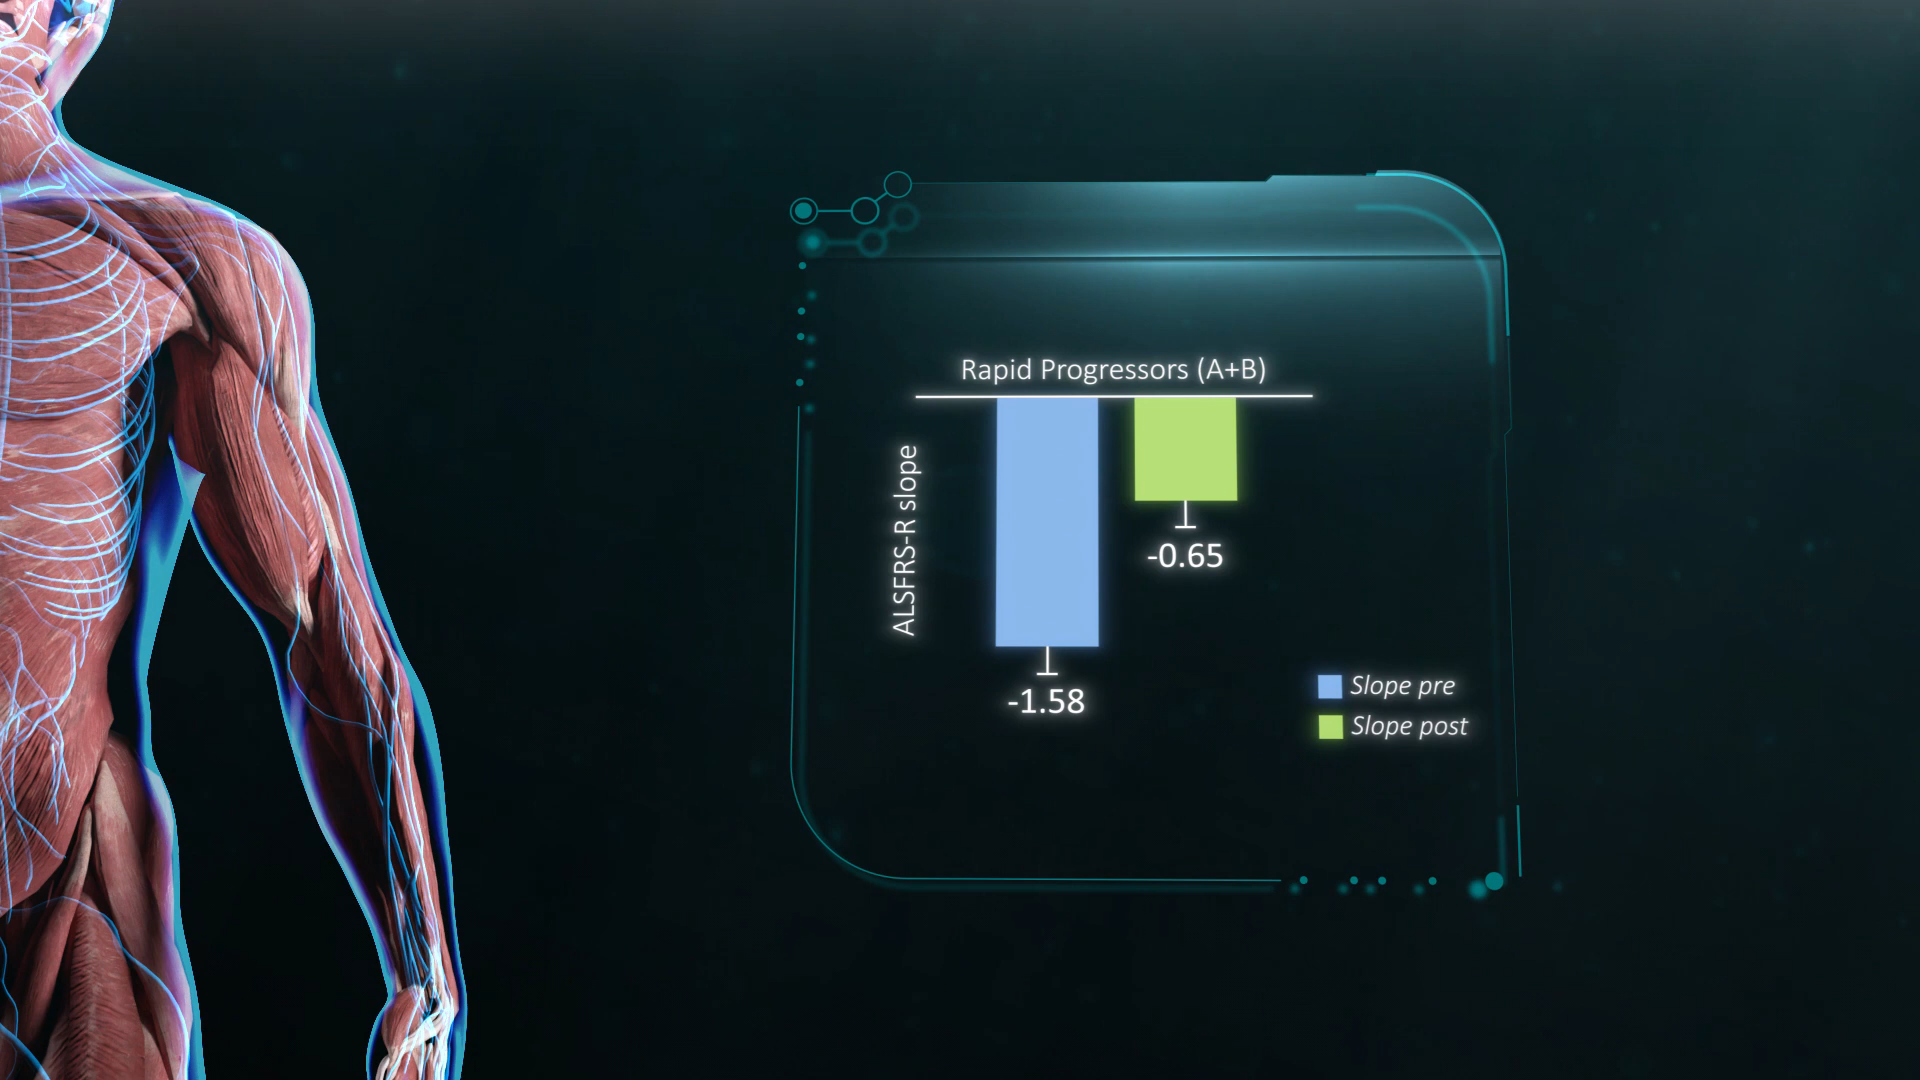 Rapid Progressors (A+B)
ALSFRS-R slope
-0.65
-1.58
Slope pre
Slope post